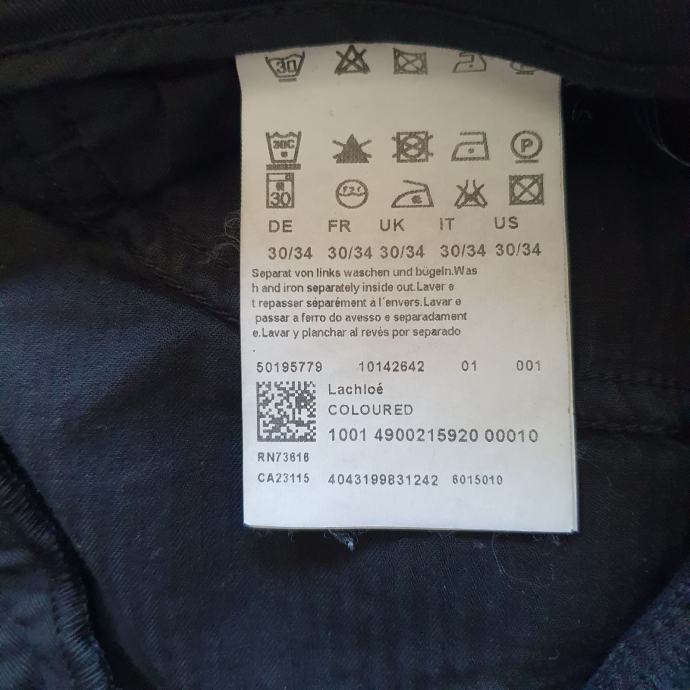 30
30C
30
P
DE FR UK IT US
30/34 30/34 30/34 30/34 30/34
Separat von links waschen und bügeln.Was
h and iron separately inside out.Laver e
t repasser séparément à l´envers.Lavar e
passar a ferro do avesso e separadament
e.Lavar y planchar al revés por separado
.
50195779 10142642 01 001
Lachloé
COLOURED
1001 4900215920 00010
RN73616
CA23115 4043199831242 6015010